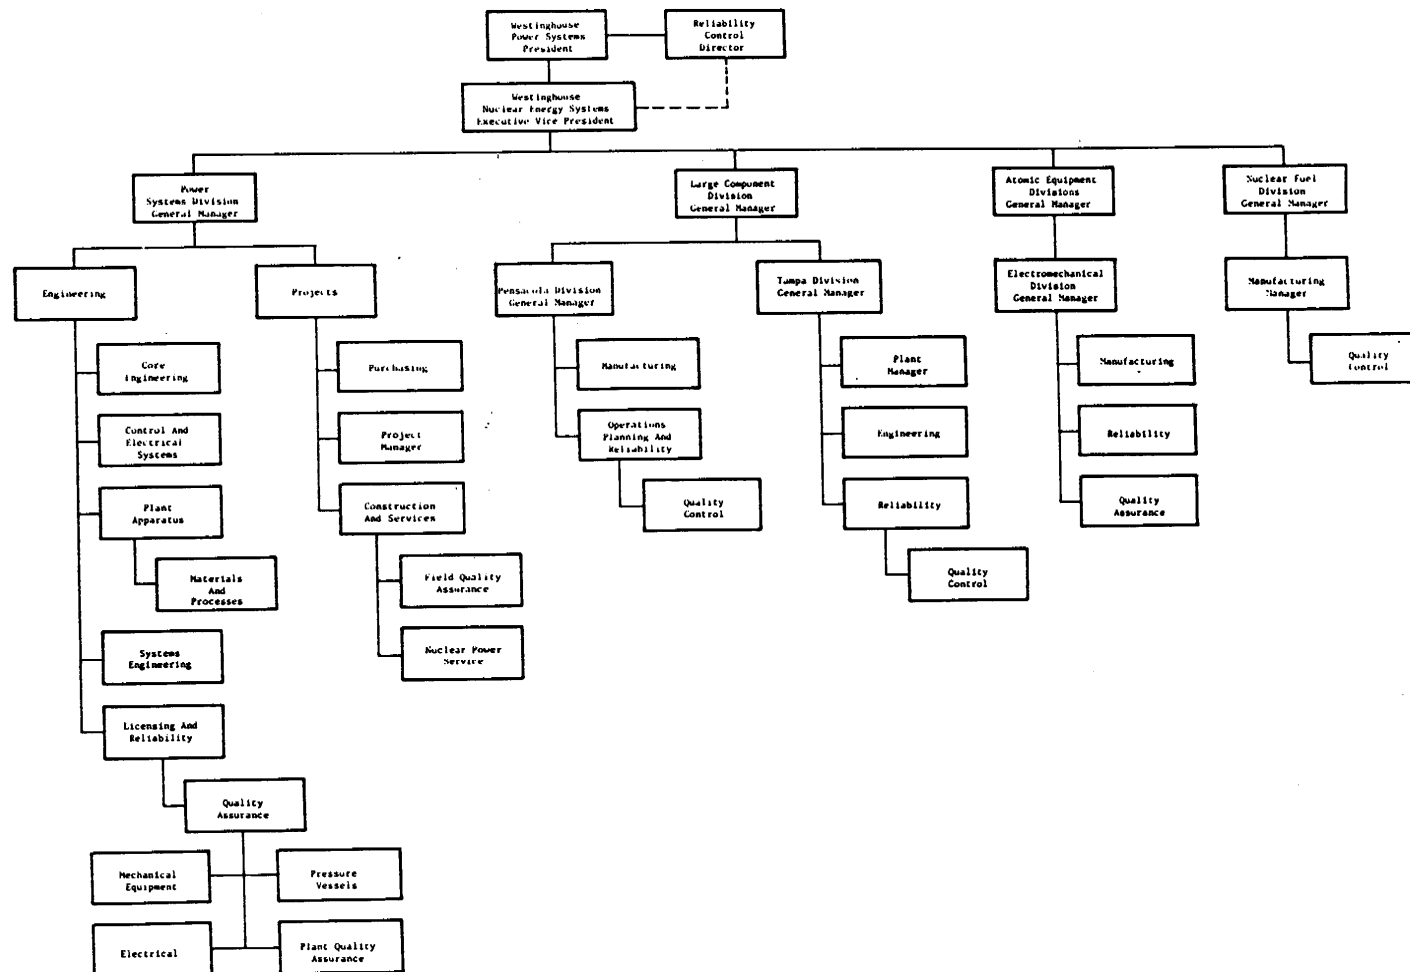 Westinghouse
Power Systems
President
Reliability
Control
Director
Westinghouse
Nuclear Energy Systems
Executive Vice President
Power
Systems Division
General Manager
Large Component
Division
General Manager
Atomic Equipment
Divisions
General Manager
Nuclear Fuel
Division
General Manager
Engineering
Projects
Pensacola Division
General Manager
Tampa Division
General Manager
Electromechanical
Division
General Manager
Manufacturing
Manager
Core
Engineering
Purchasing
Manufacturing
Plant
Manager
Manufacturing
Quality
Control
Control And
Electrical
Systems
Project
Manager
Operations
Planning And
Reliability
Engineering
Reliability
Plant
Apparatus
Construction
And Services
Quality
Control
Reliability
Quality
Assurance
Materials
And
Processes
Field Quality
Assurance
Quality
Control
Systems
Engineering
Nuclear Power
Service
Licensing And
Reliability
Quality
Assurance
Mechanical
Equipment
Pressure
Vessels
Electrical
Plant Quality
Assurance